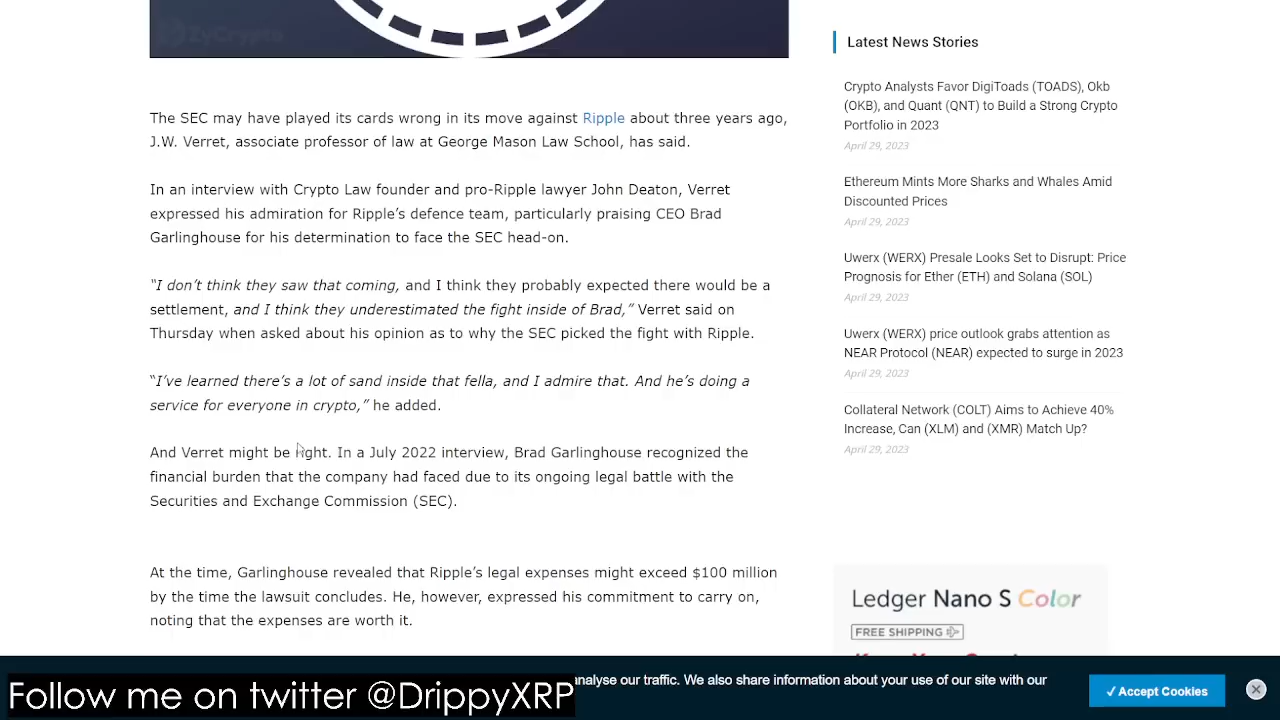 ZyCrypto
The SEC may have played its cards wrong in its move against Ripple about three years ago,
J.W. Verret, associate professor of law at George Mason Law School, has said.
In an interview with Crypto Law founder and pro-Ripple lawyer John Deaton, Verret
expressed his admiration for Ripple’s defence team, particularly praising CEO Brad
Garlinghouse for his determination to face the SEC head-on.
“I don’t think they saw that coming, and I think they probably expected there would be a
settlement, and I think they underestimated the fight inside of Brad,” Verret said on
Thursday when asked about his opinion as to why the SEC picked the fight with Ripple.
“I’ve learned there’s a lot of sand inside that fella, and I admire that. And he’s doing a
service for everyone in crypto,” he added.
And Verret might be right. In a July 2022 interview, Brad Garlinghouse recognized the
financial burden that the company had faced due to its ongoing legal battle with the
Securities and Exchange Commission (SEC).
At the time, Garlinghouse revealed that Ripple’s legal expenses might exceed $100 million
by the time the lawsuit concludes. He, however, expressed his commitment to carry on,
noting that the expenses are worth it.
Latest News Stories
Crypto Analysts Favor DigiToads (TOADS), Okb
(OKB), and Quant (QNT) to Build a Strong Crypto
Portfolio in 2023
April 29, 2023
Ethereum Mints More Sharks and Whales Amid
Discounted Prices
April 29, 2023
Uwerx (WERX) Presale Looks Set to Disrupt: Price
Prognosis for Ether (ETH) and Solana (SOL)
April 29, 2023
Uwerx (WERX) price outlook grabs attention as
NEAR Protocol (NEAR) expected to surge in 2023
April 29, 2023
Collateral Network (COLT) Aims to Achieve 40%
Increase, Can (XLM) and (XMR) Match Up?
April 29, 2023
Ledger Nano S Color
FREE SHIPPING
analyse our traffic. We also share information about your use of our site with our
✓ Accept Cookies
Follow me on twitter @DrippyXRP